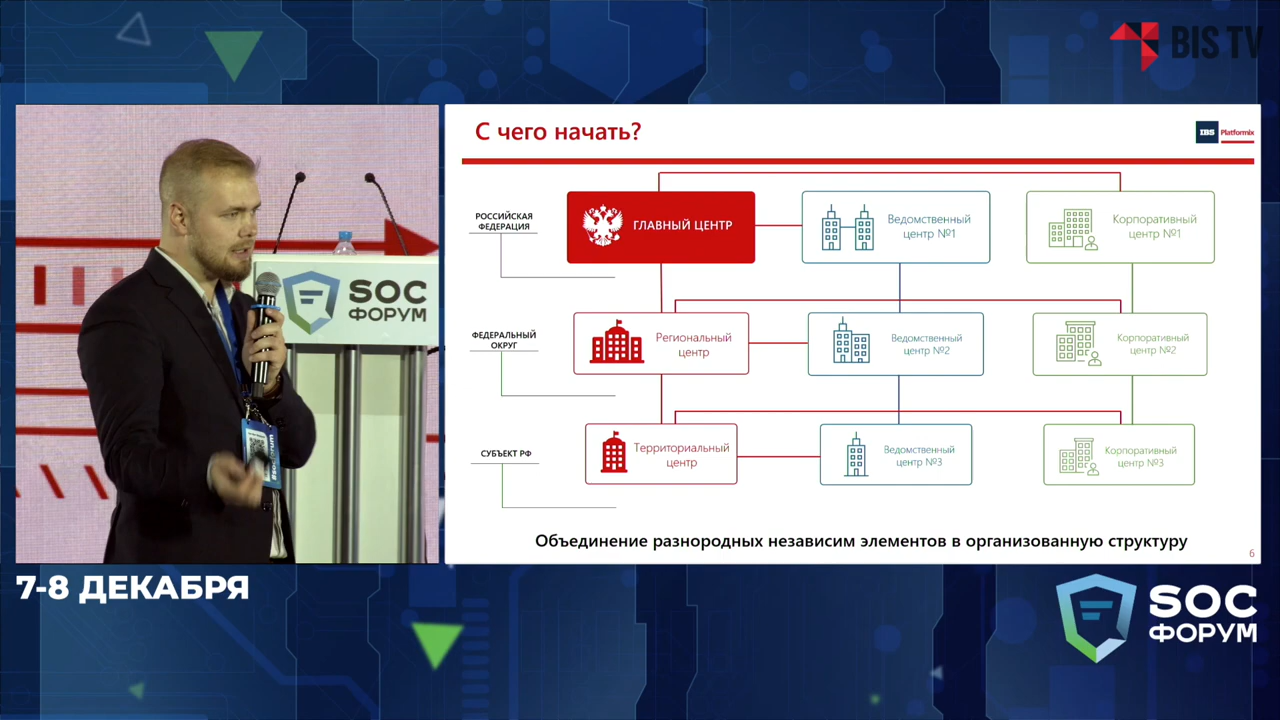 BIS TV
С чего начать?
IBS Platformix
РОССИЙСКАЯ
ФЕДЕРАЦИЯ
ГЛАВНЫЙ ЦЕНТР
Ведомственный
центр №1
Корпоративный
центр №1
ФЕДЕРАЛЬНЫЙ
ОКРУГ
Региональный
центр
Ведомственный
центр №2
Корпоративный
центр №2
СУБЪЕКТ РФ
Территориальный
центр
Ведомственный
центр №3
Корпоративный
центр №3
Объединение разнородных независим элементов в организованную структуру
6
SOC
ФОРУМ
7-8 ДЕКАБРЯ
SOC
ФОРУМ